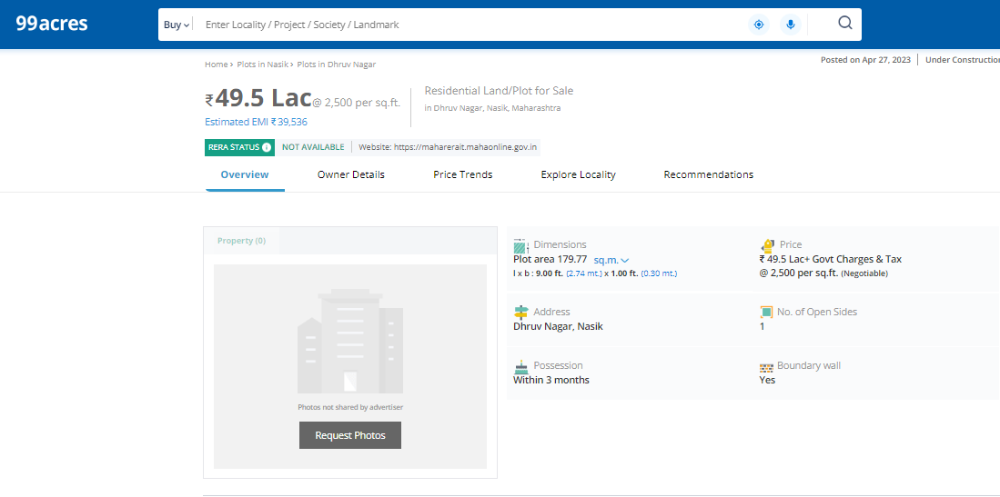 99acres
Buy
Enter Locality / Project / Society / Landmark
Posted on Apr 27, 2023 | Under Constructio
Home › Plots in Nasik › Plots in Dhruv Nagar
₹49.5 Lac @ 2,500 per sq.ft.
Estimated EMI ₹39,536
Residential Land/Plot for Sale
in Dhruv Nagar, Nasik, Maharashtra
RERA STATUS i NOT AVAILABLE | Website: https://maharerait.mahaonline.gov.in
Overview Owner Details Price Trends Explore Locality Recommendations
Property (0)
Photos not shared by advertiser
Request Photos
Dimensions
Plot area 179.77 sq.m.
l x b : 9.00 ft. (2.74 mt.) x 1.00 ft. (0.30 mt.)
Price
₹ 49.5 Lac+ Govt Charges & Tax
@ 2,500 per sq.ft. (Negotiable)
Address
Dhruv Nagar, Nasik
No. of Open Sides
1
Possession
Within 3 months
Boundary wall
Yes